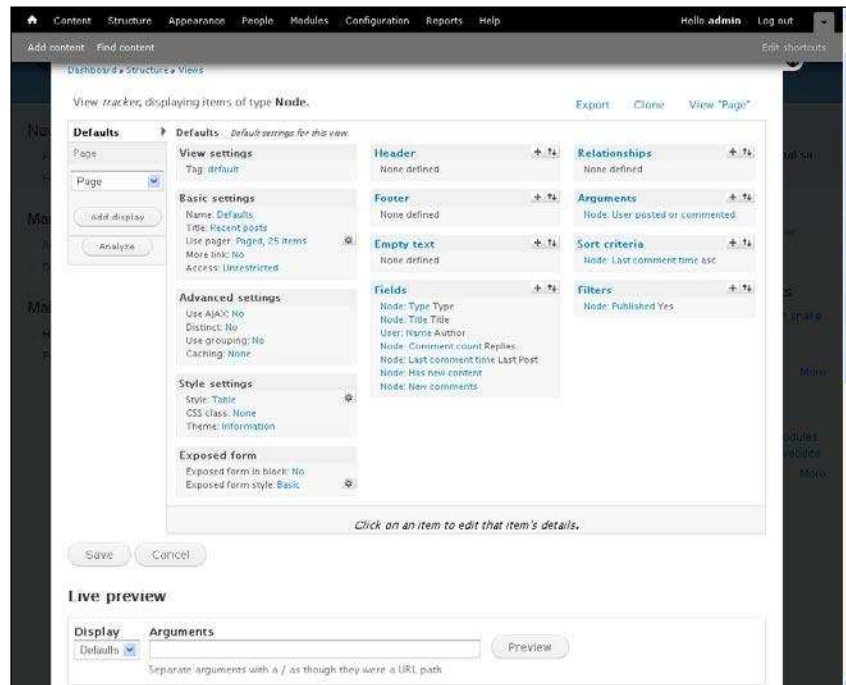 Content Structure Appearance People Modules Configuration Reports Help Hello admin Log out
Add content Find content Edit shortcuts
Dashboard » Structure » Views
View tracker, displaying items of type Node.
Export Clone View "Page"
Defaults
Page
Page
Add display
Analyze
Defaults Default settings for this view.
View settings
Tag: default
Basic settings
Name: Defaults
Title: Recent posts
Use pager: Paged, 25 items
More link: No
Access: Unrestricted
Advanced settings
Use AJAX: No
Distinct: No
Use grouping: No
Caching: None
Style settings
Style: Table
CSS class: None
Theme: Information
Exposed form
Exposed form in block: No
Exposed form style: Basic
Header
None defined
Footer
None defined
Empty text
None defined
Fields
Node: Type Type
Node: Title Title
User: Name Author
Node: Comment count Replies
Node: Last comment time Last Post
Node: Has new content
Node: New comments
Relationships
None defined
Arguments
Node: User posted or commented
Sort criteria
Node: Last comment time asc
Filters
Node: Published Yes
Click on an item to edit that item's details.
Save Cancel
Live preview
Display Arguments
Defaults Preview
Separate arguments with a / as though they were a URL path.
More
More